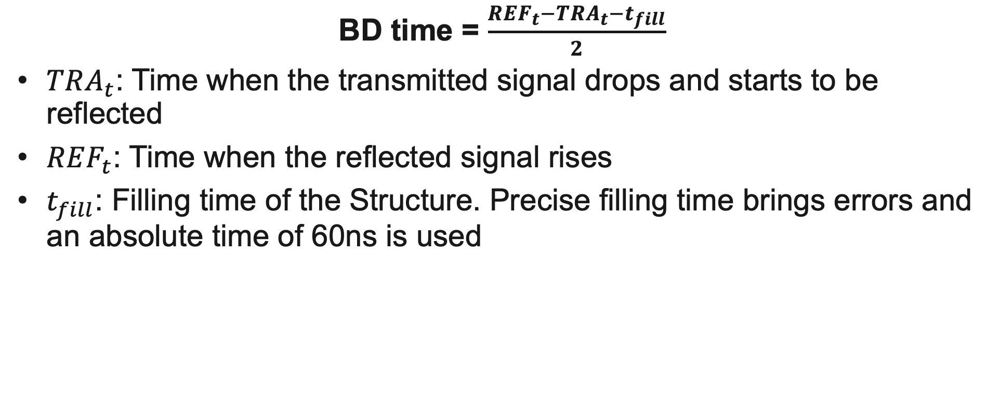 BD time = \frac{REF_t−TRA_t−t_{fill}}{2}
• TRA_t: Time when the transmitted signal drops and starts to be
reflected
• REF_t: Time when the reflected signal rises
• t_{fill}: Filling time of the Structure. Precise filling time brings errors and
an absolute time of 60ns is used